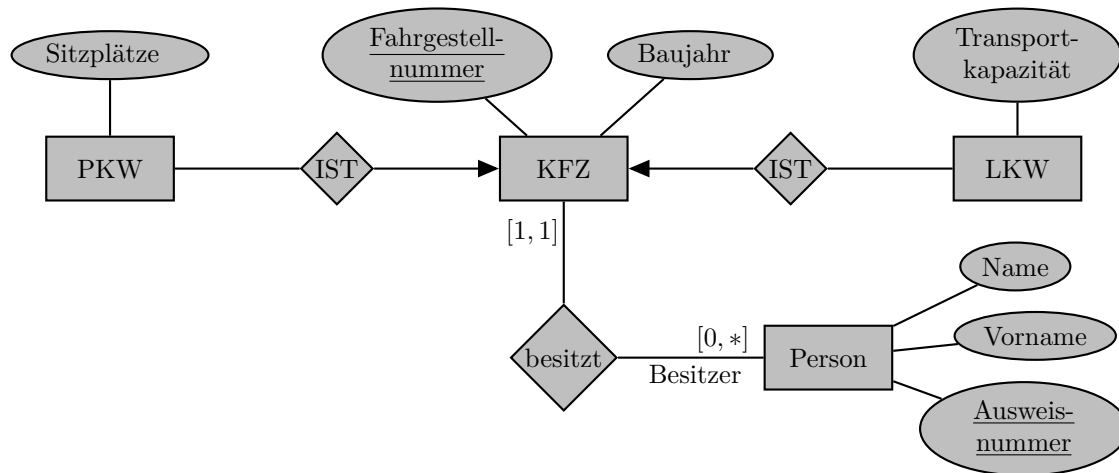 Sitzplätze
Fahrgestell-
nummer
Baujahr
Transport-
kapazität
PKW
IST
KFZ
IST
LKW
[1, 1]
Name
[0, ∗]
Vorname
besitzt
Person
Besitzer
Ausweis-
nummer